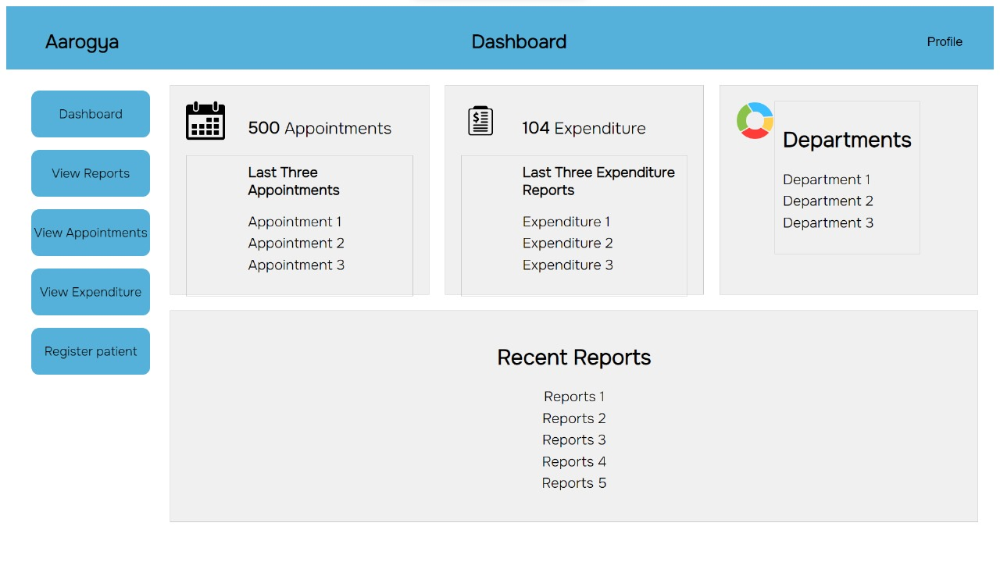 Aarogya
Dashboard
Profile
Dashboard
View Reports
View Appointments
View Expenditure
Register patient
500 Appointments
Last Three
Appointments
Appointment 1
Appointment 2
Appointment 3
104 Expenditure
Last Three Expenditure
Reports
Expenditure 1
Expenditure 2
Expenditure 3
Departments
Department 1
Department 2
Department 3
Recent Reports
Reports 1
Reports 2
Reports 3
Reports 4
Reports 5